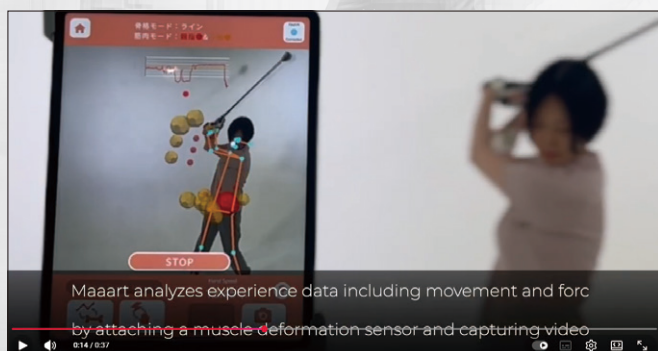 骨格モード：ライン
筋肉モード：
STOP
Maaart analyzes experience data including movement and forc
by attaching a muscle deformation sensor and capturing video
0:14 / 0:37